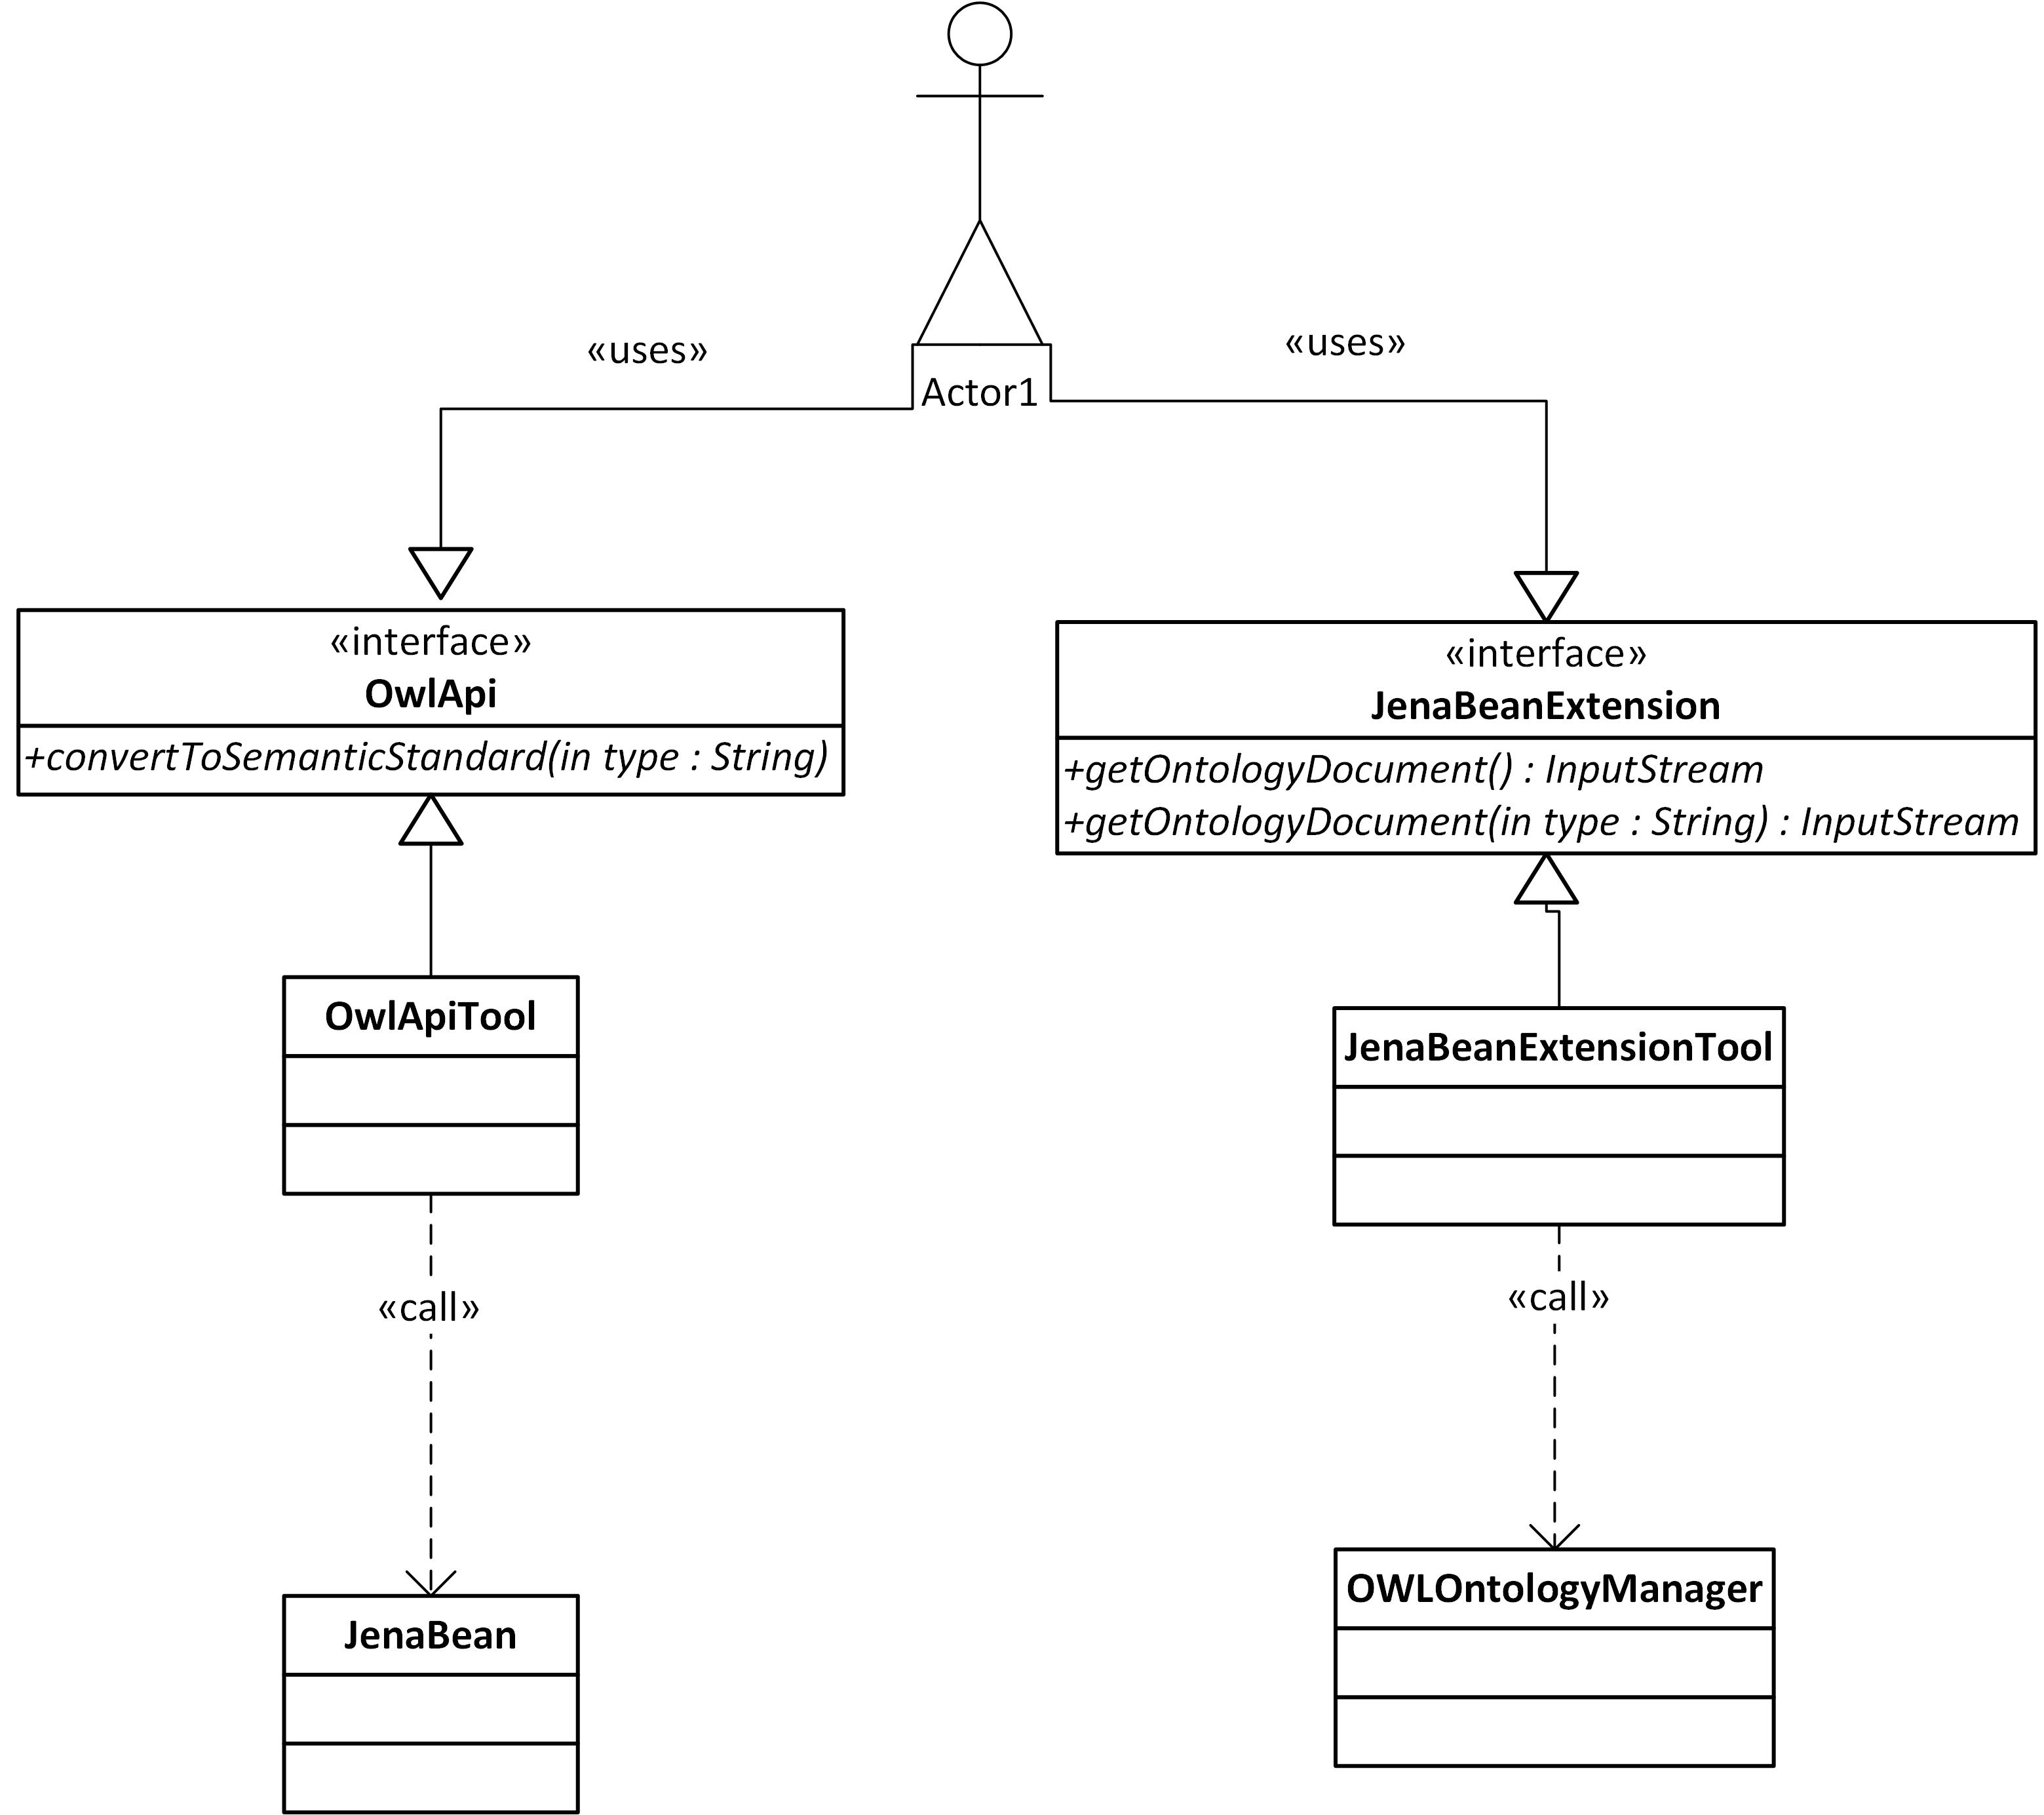 Actor1
«uses»
«uses»
«interface»
OwlApi
+convertToSemanticStandard(in type : String)
«interface»
JenaBeanExtension
+getOntologyDocument() : InputStream
+getOntologyDocument(in type : String) : InputStream
OwlApiTool
JenaBeanExtensionTool
«call»
«call»
JenaBean
OWLOntologyManager